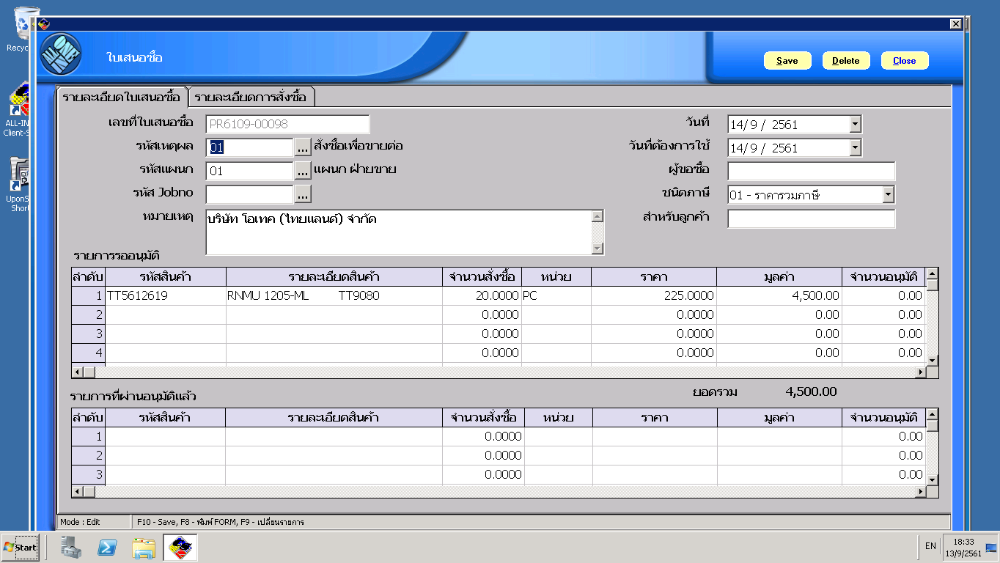 Recyc
ALL-IN
Client-S
UponS
Shor
ใบเสนอซื้อ
Save Delete Close
รายละเอียดใบเสนอซื้อ รายละเอียดการสั่งซื้อ
เลขที่ใบเสนอซื้อ PR6109-00098 วันที่ 14/ 9 / 2561
รหัสเหตุผล 01 ... สั่งซื้อเพื่อขายต่อ วันที่ต้องการใช้ 14/ 9 / 2561
รหัสแผนก 01 ... แผนก ฝ่ายขาย ผู้ขอซื้อ
รหัส Jobno ... ชนิดภาษี 01 - ราคารวมภาษี
หมายเหตุ บริษัท โอเทค (ไทยแลนด์) จำกัด สำหรับลูกค้า
รายการรออนุมัติ
ลำดับ รหัสสินค้า รายละเอียดสินค้า จำนวนสั่งซื้อ หน่วย ราคา มูลค่า จำนวนอนุมัติ
1 TT5612619 RNMU 1205-ML TT9080 20.0000 PC 225.0000 4,500.00 0.00
2 0.0000 0.0000 0.00 0.00
3 0.0000 0.0000 0.00 0.00
4 0.0000 0.0000 0.00 0.00
รายการที่ผ่านอนุมัติแล้ว ยอดรวม 4,500.00
ลำดับ รหัสสินค้า รายละเอียดสินค้า จำนวนสั่งซื้อ หน่วย ราคา มูลค่า จำนวนอนุมัติ
1 0.0000 0.00
2 0.0000 0.00
3 0.0000 0.00
Mode : Edit F10 - Save, F8 - พิมพ์ FORM, F9 - เปลี่ยนรายการ
Start EN 18:33
13/9/2561